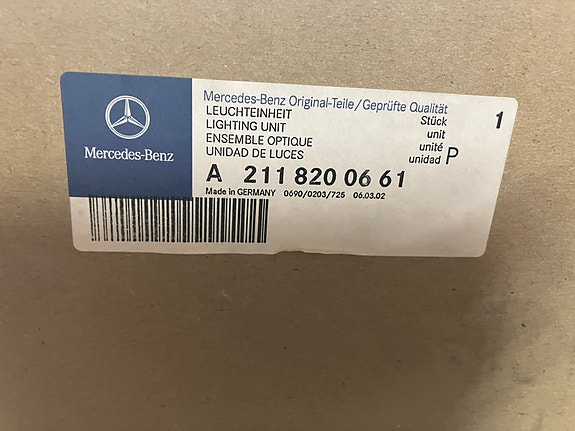 Mercedes-Benz
Mercedes-Benz Original-Teile/Geprüfte Qualität
LEUCHTEINHEIT
LIGHTING UNIT
ENSEMBLE OPTIQUE
UNIDAD DE LUCES
Stück
unit
unité
unidad
1
P
A 211 820 06 61
Made in GERMANY 0690/0203/725 06.03.02